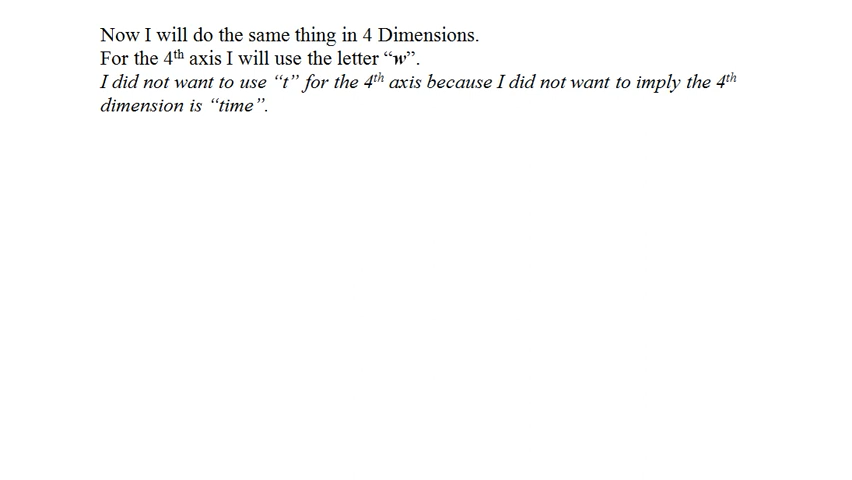 Now I will do the same thing in 4 Dimensions.
For the 4th axis I will use the letter “w”.
I did not want to use “t” for the 4th axis because I did not want to imply the 4th
dimension is “time”.